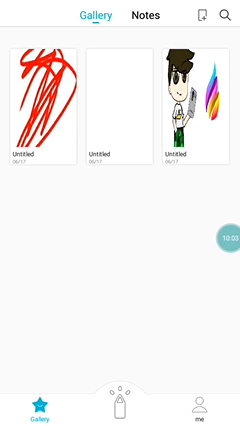 Gallery Notes
Untitled Untitled Untitled
06/17 06/17 06/17
10:03
Gallery me